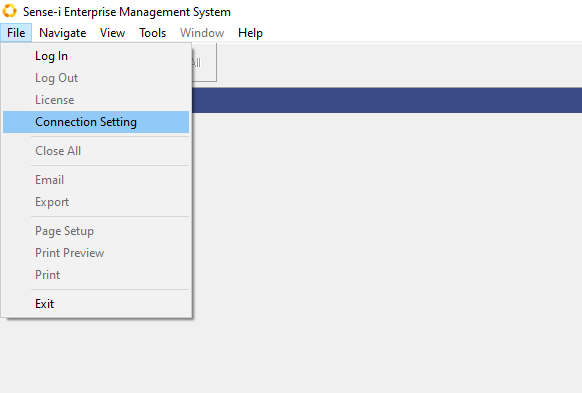 Sense-i Enterprise Management System
File Navigate View Tools Window Help
Log In
All
Log Out
License
Connection Setting
Close All
Email
Export
Page Setup
Print Preview
Print
Exit